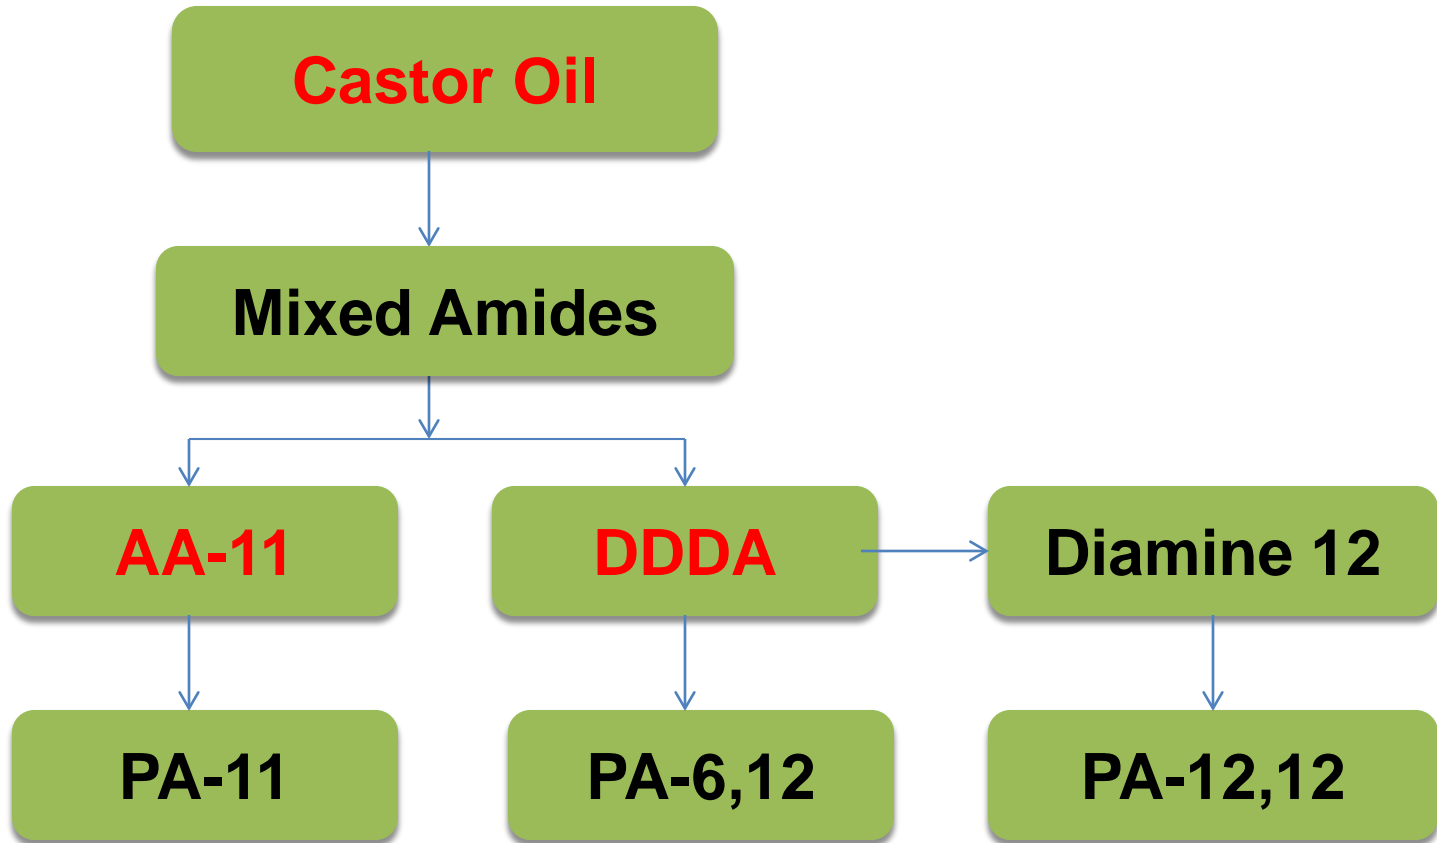 Castor Oil
Mixed Amides
AA-11
DDDA
Diamine 12
PA-11
PA-6,12
PA-12,12